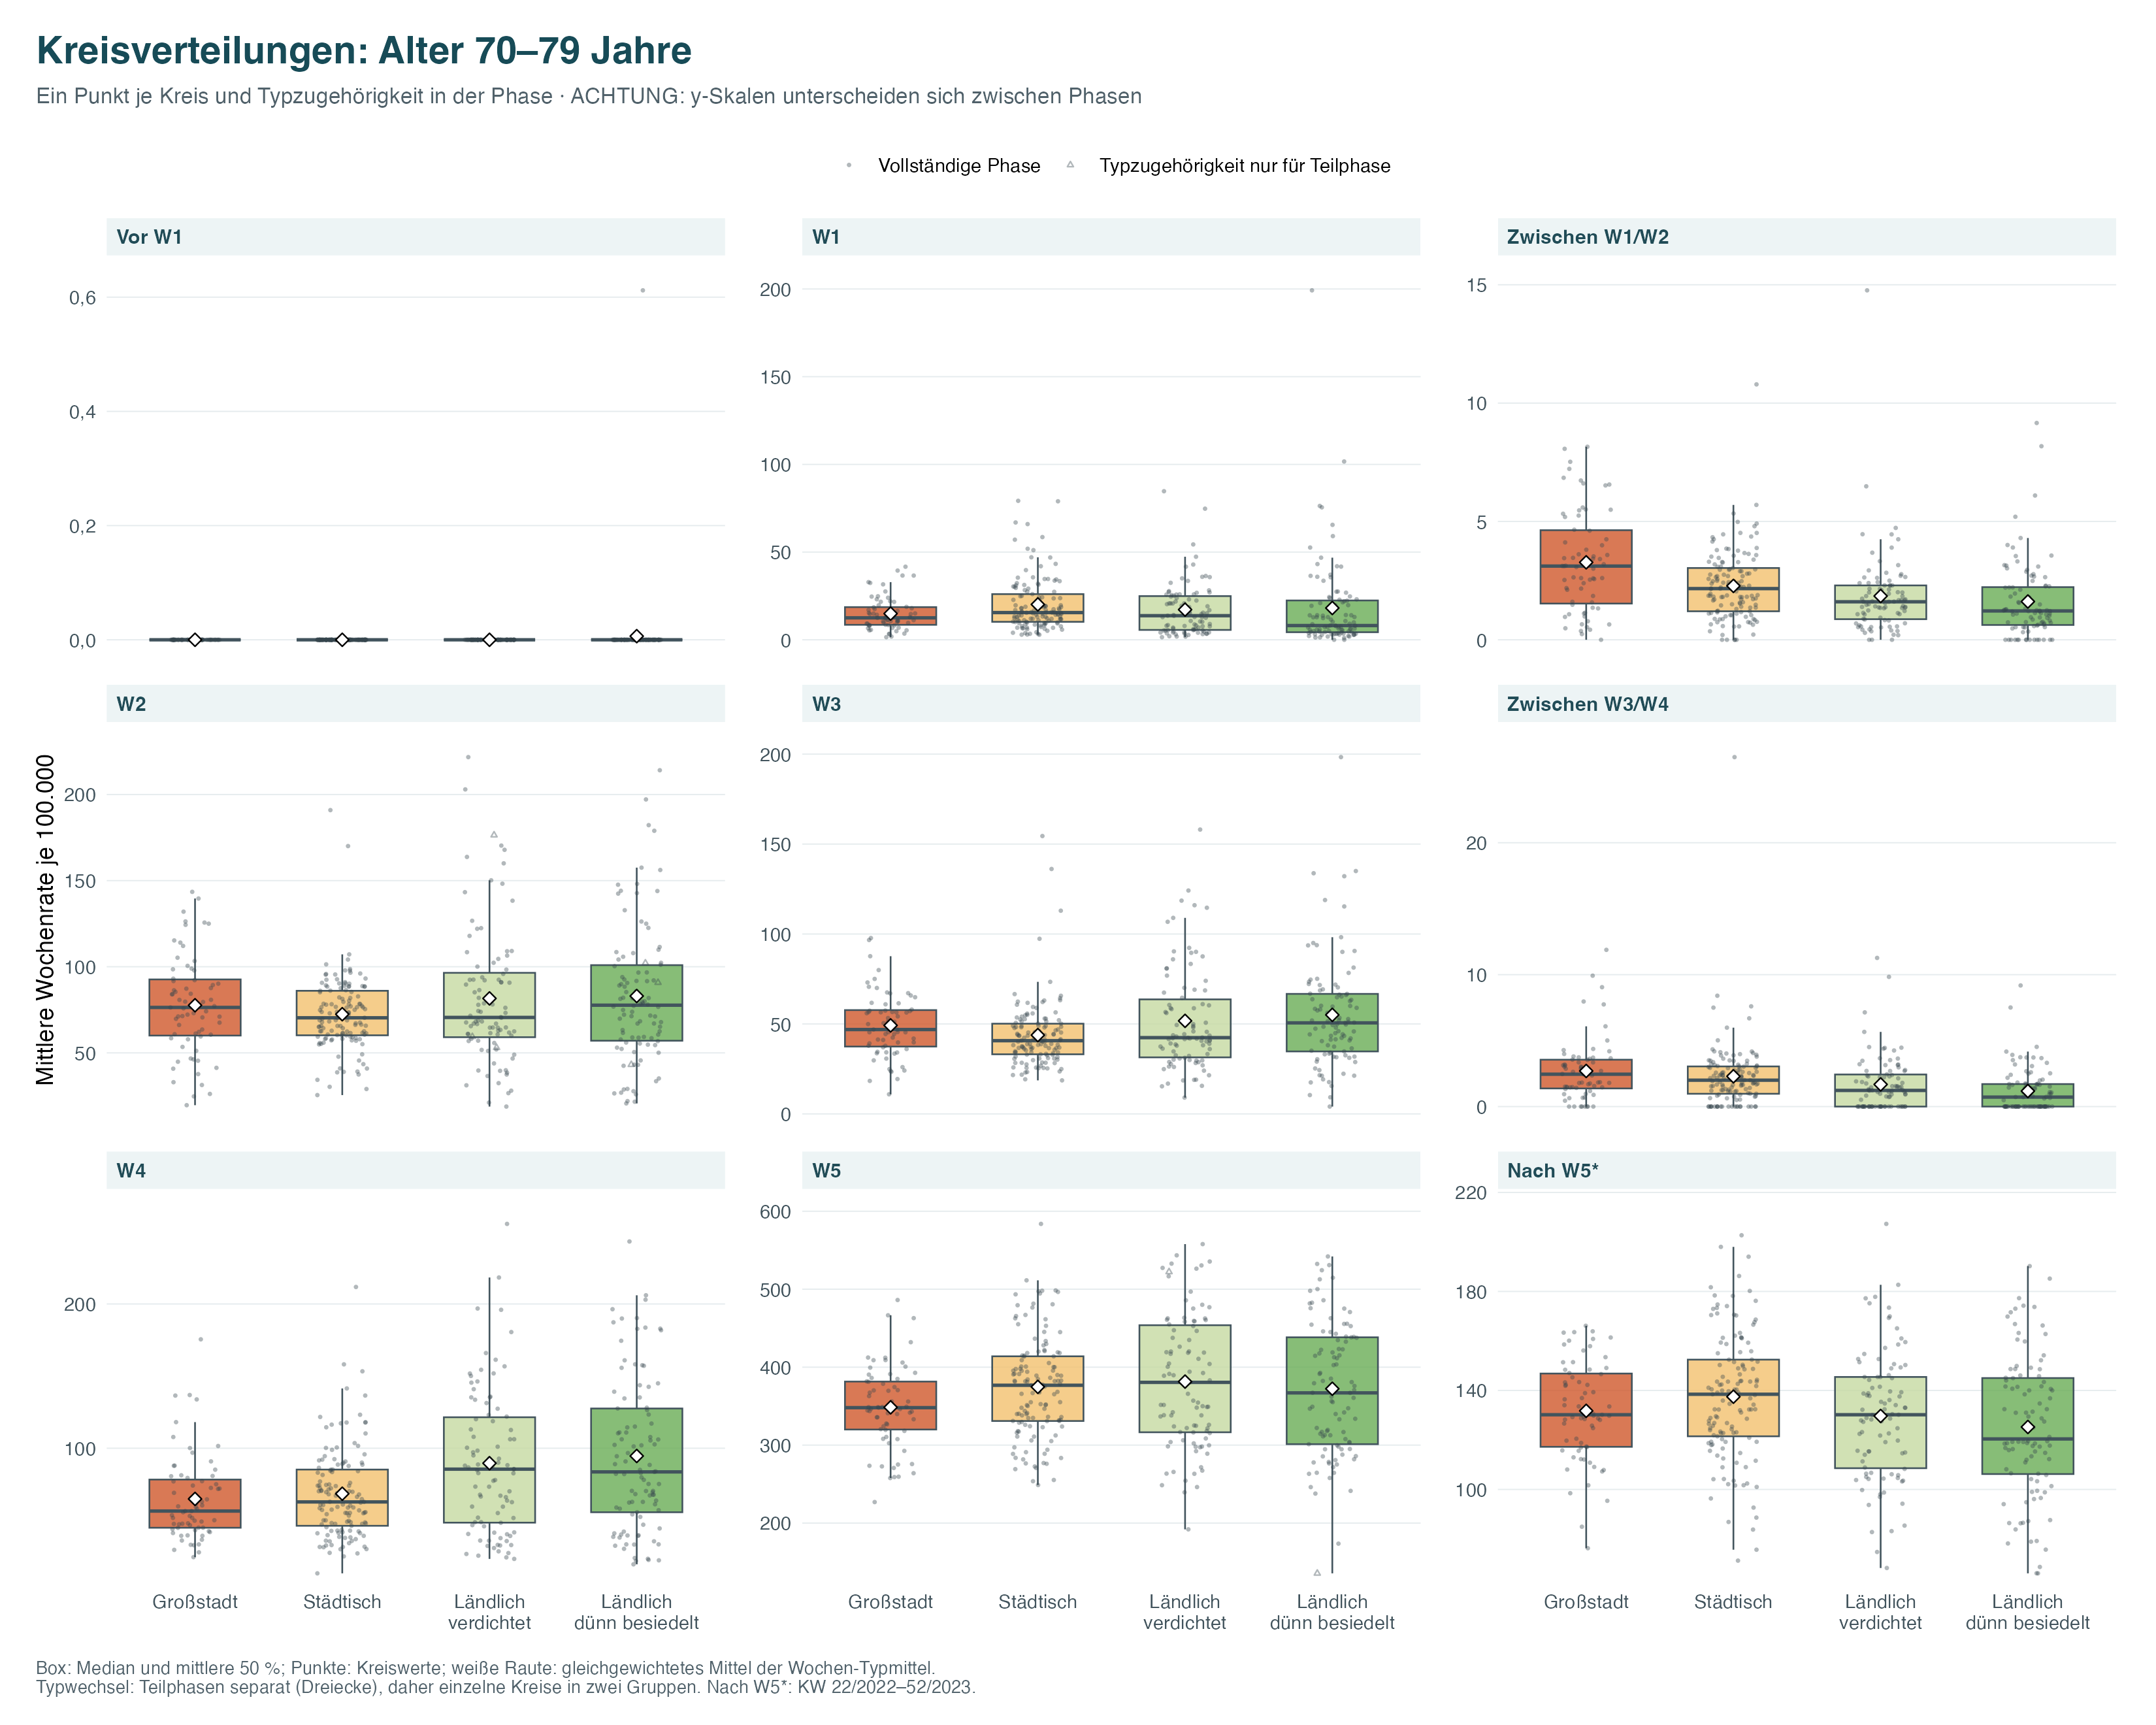 Kreisverteilungen: Alter 70–79 Jahre
Ein Punkt je Kreis und Typzugehörigkeit in der Phase · ACHTUNG: y-Skalen unterscheiden sich zwischen Phasen
Vollständige Phase
Typzugehörigkeit nur für Teilphase
Mittlere Wochenrate je 100.000
Vor W1
0,6
0,4
0,2
0,0
W1
200
150
100
50
0
Zwischen W1/W2
15
10
5
0
W2
200
150
100
50
W3
200
150
100
50
0
Zwischen W3/W4
20
10
0
W4
200
100
Großstadt
Städtisch
Ländlich
verdichtet
Ländlich
dünn besiedelt
W5
600
500
400
300
200
Großstadt
Städtisch
Ländlich
verdichtet
Ländlich
dünn besiedelt
Nach W5*
220
180
140
100
Großstadt
Städtisch
Ländlich
verdichtet
Ländlich
dünn besiedelt
Box: Median und mittlere 50 %; Punkte: Kreiswerte; weiße Raute: gleichgewichtetes Mittel der Wochen-Typmittel.
Typwechsel: Teilphasen separat (Dreiecke), daher einzelne Kreise in zwei Gruppen. Nach W5*: KW 22/2022–52/2023.